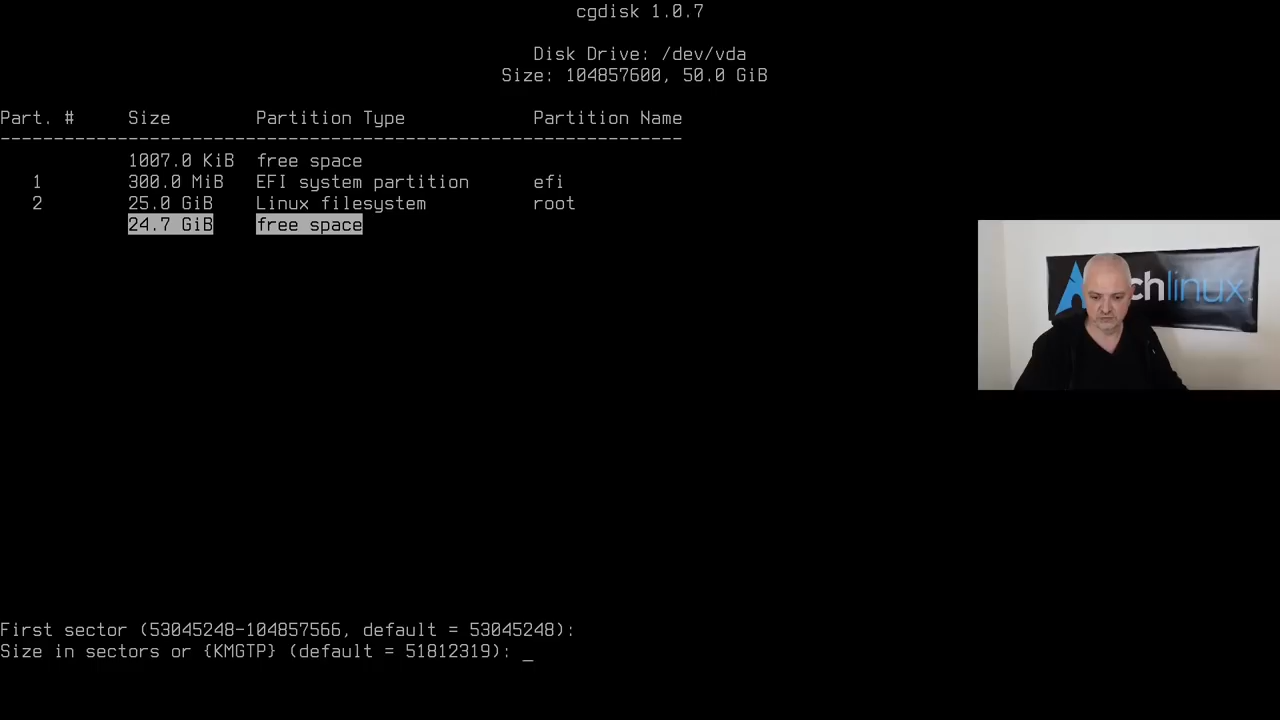 cgdisk 1.0.7
Disk Drive: /dev/vda
Size: 104857600, 50.0 GiB
Part. # Size Partition Type Partition Name
----------------------------------------------------------------
1007.0 KiB free space
1 300.0 MiB EFI system partition efi
2 25.0 GiB Linux filesystem root
24.7 GiB free space
chlinux
First sector (53045248-104857566, default = 53045248):
Size in sectors or {KMGTP} (default = 51812319): _